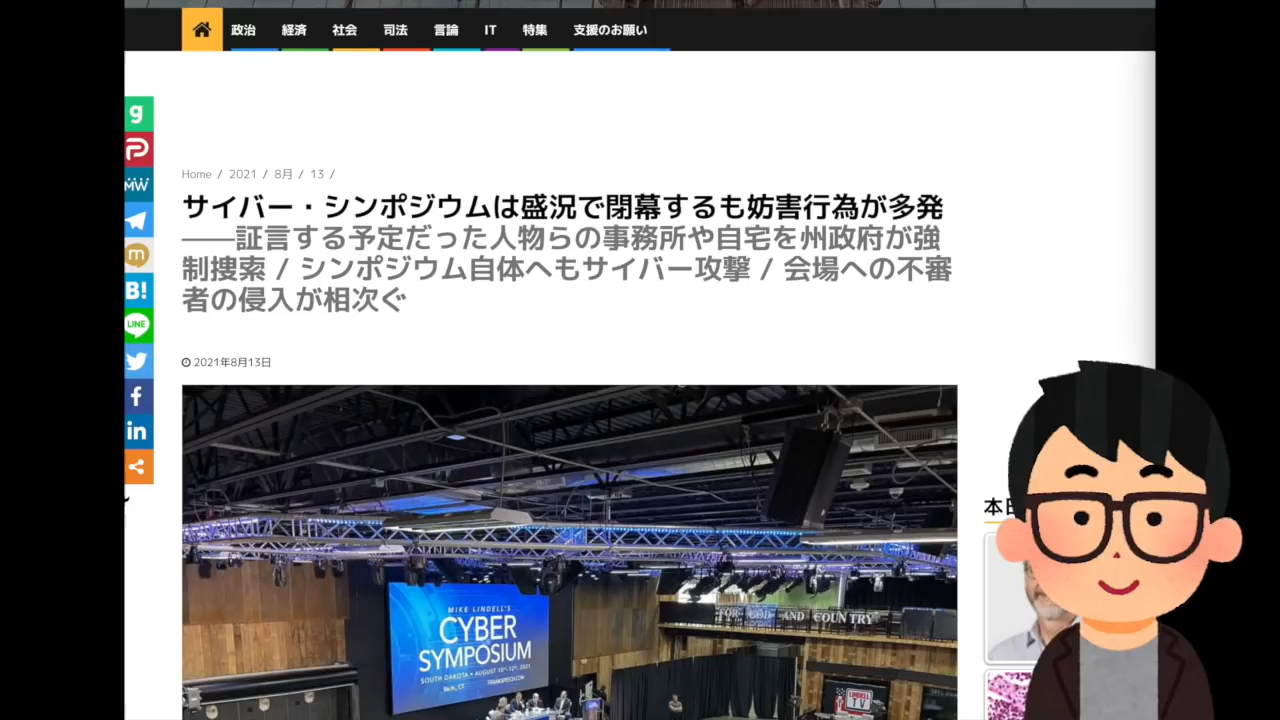 政治 経済 社会 司法 言論 IT 特集 支援のお願い
Home / 2021 / 8月 / 13 /
サイバー・シンポジウムは盛況で閉幕するも妨害行為が多発
――証言する予定だった人物らの事務所や自宅を州政府が強
制捜索 / シンポジウム自体へもサイバー攻撃 / 会場への不審
者の侵入が相次ぐ
2021年8月13日
g
MW
m
B!
LINE
f
in
本日
MIKE LINDELL'S
CYBER
SYMPOSIUM
SOUTH DAKOTA • AUGUST 10TH-12TH, 2021
FRANKSPEECH.COM
FOR GOD AND COUNTRY
LINDELL
TV